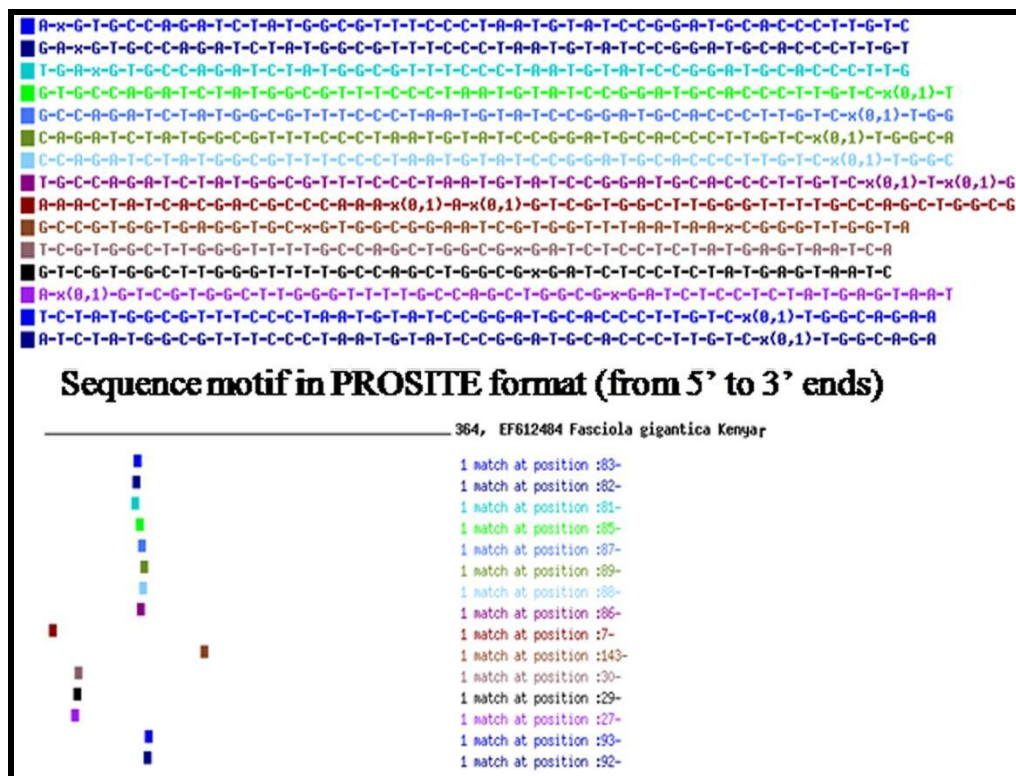 A-x-G-T-G-C-C-A-G-A-T-C-T-A-T-G-G-C-G-T-T-T-C-C-C-T-A-A-T-G-T-A-T-C-C-G-G-A-T-G-C-A-C-C-C-T-T-G-T-C
G-A-x-G-T-G-C-C-A-G-A-T-C-T-A-T-G-G-C-G-T-T-T-C-C-C-T-A-A-T-G-T-A-T-C-C-G-G-A-T-G-C-A-C-C-C-T-T-G-T
T-G-A-x-G-T-G-C-C-A-G-A-T-C-T-A-T-G-G-C-G-T-T-T-C-C-C-T-A-A-T-G-T-A-T-C-C-G-G-A-T-G-C-A-C-C-C-T-T-G
G-T-G-C-C-A-G-A-T-C-T-A-T-G-G-C-G-T-T-T-C-C-C-T-A-A-T-G-T-A-T-C-C-G-G-A-T-G-C-A-C-C-C-T-T-G-T-C-x(0,1)-T
G-C-C-A-G-A-T-C-T-A-T-G-G-C-G-T-T-T-C-C-C-T-A-A-T-G-T-A-T-C-C-G-G-A-T-G-C-A-C-C-C-T-T-G-T-C-x(0,1)-T-G-G
C-A-G-A-T-C-T-A-T-G-G-C-G-T-T-T-C-C-C-T-A-A-T-G-T-A-T-C-C-G-G-A-T-G-C-A-C-C-C-T-T-G-T-C-x(0,1)-T-G-G-C-A
C-C-A-G-A-T-C-T-A-T-G-G-C-G-T-T-T-C-C-C-T-A-A-T-G-T-A-T-C-C-G-G-A-T-G-C-A-C-C-C-T-T-G-T-C-x(0,1)-T-G-G-C
T-G-C-C-A-G-A-T-C-T-A-T-G-G-C-G-T-T-T-C-C-C-T-A-A-T-G-T-A-T-C-C-G-G-A-T-G-C-A-C-C-C-T-T-G-T-C-x(0,1)-T-x(0,1)-G
A-A-A-C-T-A-T-C-A-C-G-A-C-G-C-C-C-A-A-A-x(0,1)-A-x(0,1)-G-T-C-G-T-G-G-C-T-T-G-G-G-T-T-T-T-G-C-C-A-G-C-T-G-G-C-G
T-C-G-T-G-G-C-T-T-G-G-G-T-T-T-T-G-C-C-A-G-C-T-G-G-C-G-x-G-A-T-C-T-C-C-T-C-T-A-T-G-A-G-T-A-A-T-C-A
G-T-C-G-T-G-G-C-T-T-G-G-G-T-T-T-T-G-C-C-A-G-C-T-G-G-C-G-x-G-A-T-C-T-C-C-T-C-T-A-T-G-A-G-T-A-A-T-C
A-x(0,1)-G-T-C-G-T-G-G-C-T-T-G-G-G-T-T-T-T-G-C-C-A-G-C-T-G-G-C-G-x-G-A-T-C-T-C-C-T-C-T-A-T-G-A-G-T-A-A-T
T-C-T-A-T-G-G-C-G-T-T-T-C-C-C-T-A-A-T-G-T-A-T-C-C-G-G-A-T-G-C-A-C-C-C-T-T-G-T-C-x(0,1)-T-G-G-C-A-G-A-A
A-T-C-T-A-T-G-G-C-G-T-T-T-C-C-C-T-A-A-T-G-T-A-T-C-C-G-G-A-T-G-C-A-C-C-C-T-T-G-T-C-x(0,1)-T-G-G-C-A-G-A
Sequence motif in PROSITE format (from 5’ to 3’ ends)
364, EF612484 Fasciola gigantica Kenya
1 match at position :83-
1 match at position :82-
1 match at position :81-
1 match at position :85-
1 match at position :87-
1 match at position :89-
1 match at position :88-
1 match at position :86-
1 match at position :7-
1 match at position :143-
1 match at position :30-
1 match at position :29-
1 match at position :27-
1 match at position :93-
1 match at position :92-